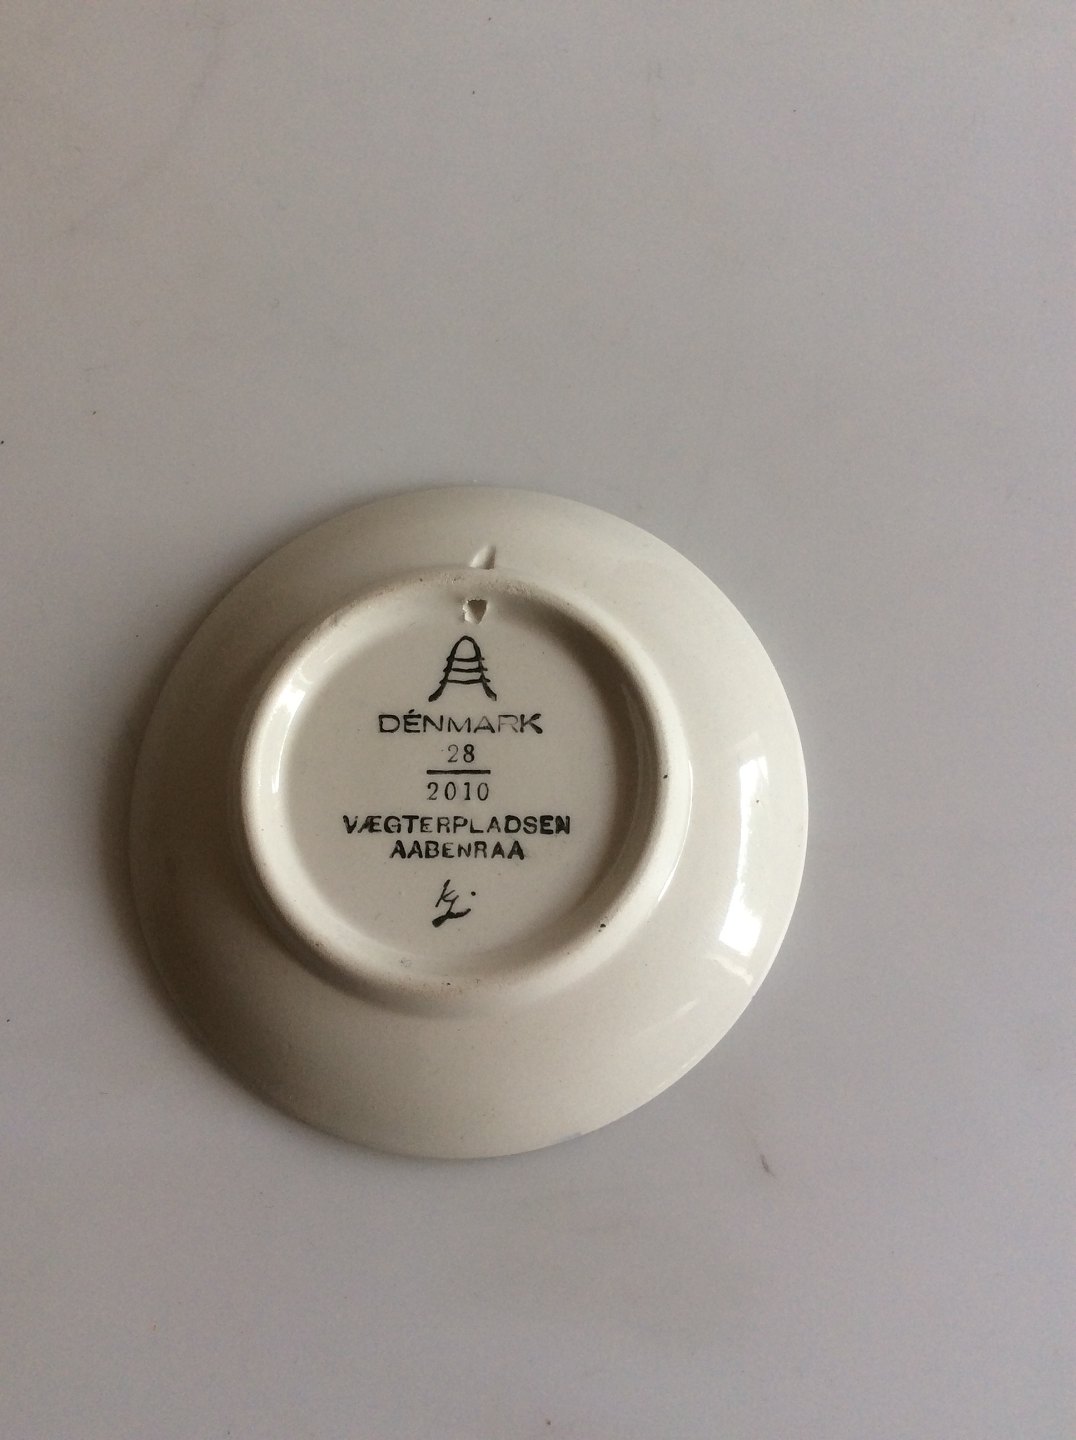 DÉNMARK
28
2010
VÆGTERPLADSEN
AABENRAA